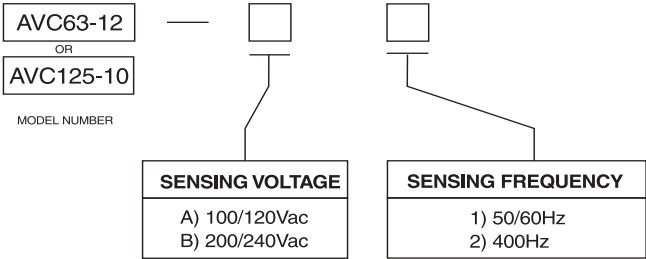 AVC63-12
OR
AVC125-10
MODEL NUMBER
SENSING VOLTAGE
A) 100/120Vac
B) 200/240Vac
SENSING FREQUENCY
1) 50/60Hz
2) 400Hz